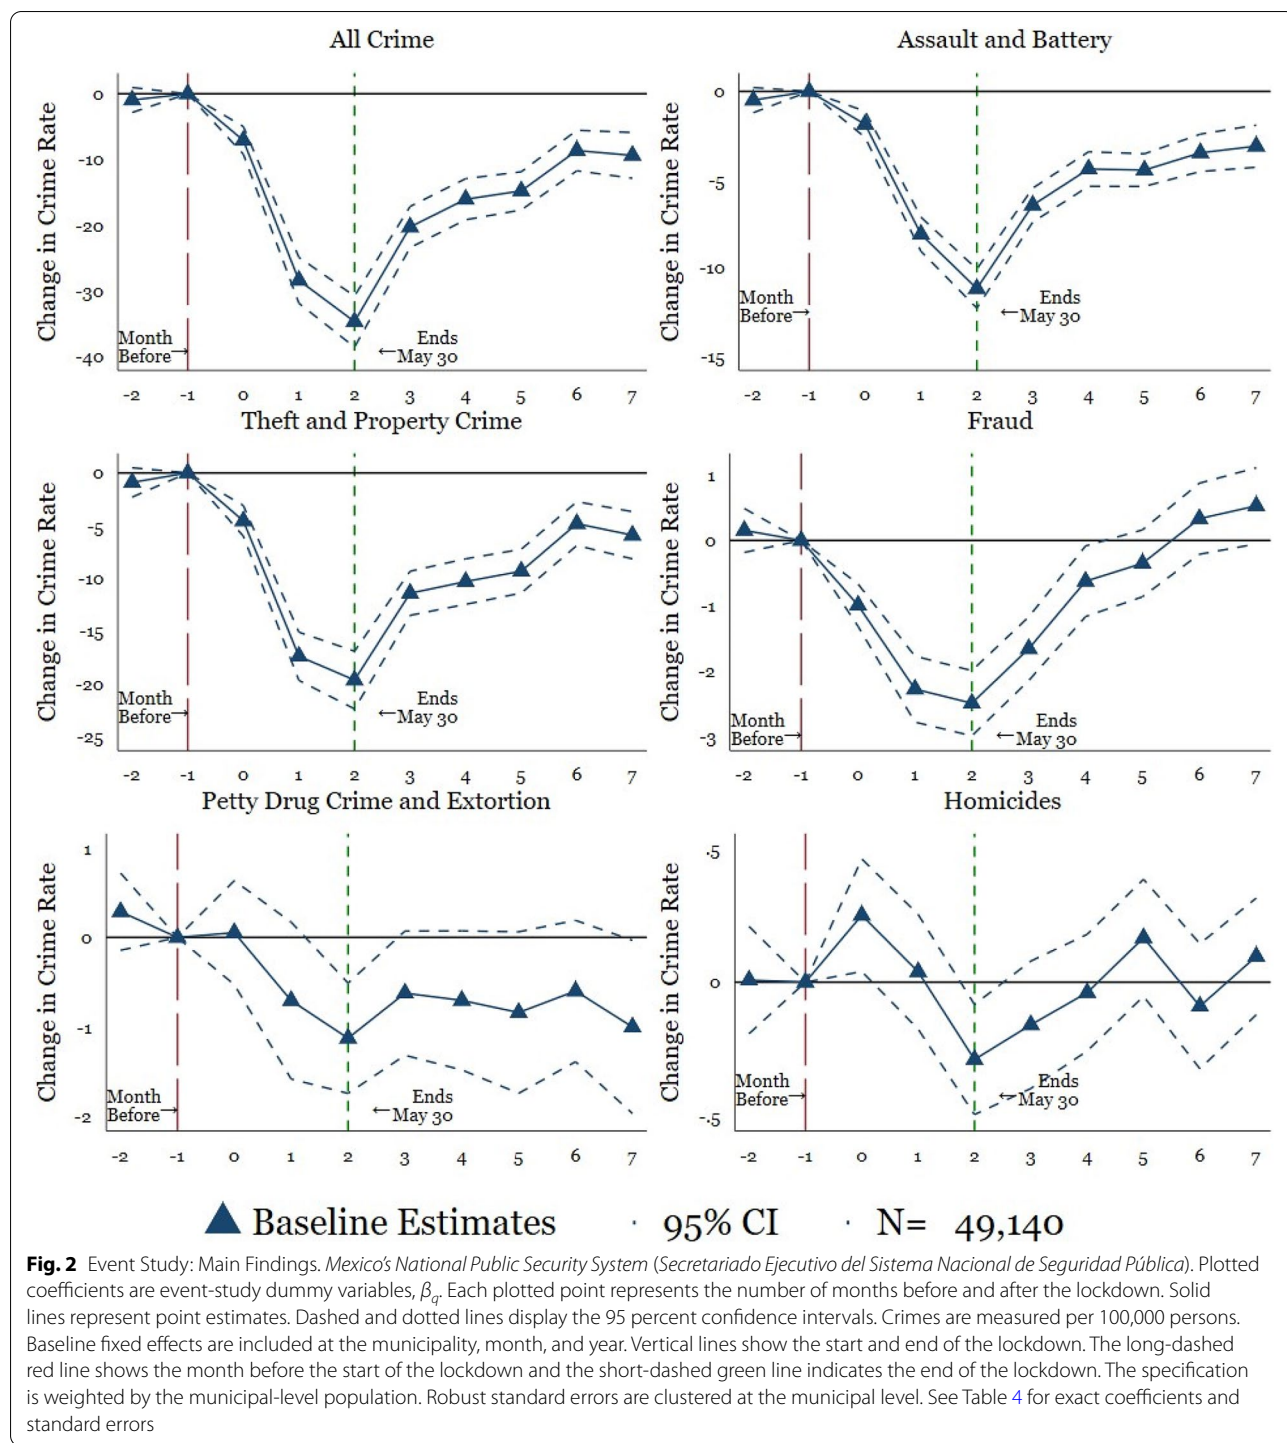 All Crime
Change in Crime Rate
0
-10
-20
-30
-40
Month
Before→
Ends
←May 30
-2 -1 0 1 2 3 4 5 6 7
Assault and Battery
Change in Crime Rate
0
-5
-10
-15
Month
Before→
Ends
←May 30
-2 -1 0 1 2 3 4 5 6 7
Theft and Property Crime
Change in Crime Rate
0
-5
-10
-15
-20
-25
Month
Before→
Ends
←May 30
-2 -1 0 1 2 3 4 5 6 7
Fraud
Change in Crime Rate
1
0
-1
-2
-3
Month
Before→
Ends
←May 30
-2 -1 0 1 2 3 4 5 6 7
Petty Drug Crime and Extortion
Change in Crime Rate
1
0
-1
-2
Month
Before→
Ends
←May 30
-2 -1 0 1 2 3 4 5 6 7
Homicides
Change in Crime Rate
.5
0
-.5
Month
Before→
Ends
←May 30
-2 -1 0 1 2 3 4 5 6 7
Baseline Estimates 95% CI N= 49,140
Fig. 2 Event Study: Main Findings. Mexico's National Public Security System (Secretariado Ejecutivo del Sistema Nacional de Seguridad Pública). Plotted
coefficients are event-study dummy variables, βq. Each plotted point represents the number of months before and after the lockdown. Solid
lines represent point estimates. Dashed and dotted lines display the 95 percent confidence intervals. Crimes are measured per 100,000 persons.
Baseline fixed effects are included at the municipality, month, and year. Vertical lines show the start and end of the lockdown. The long-dashed
red line shows the month before the start of the lockdown and the short-dashed green line indicates the end of the lockdown. The specification
is weighted by the municipal-level population. Robust standard errors are clustered at the municipal level. See Table 4 for exact coefficients and
standard errors